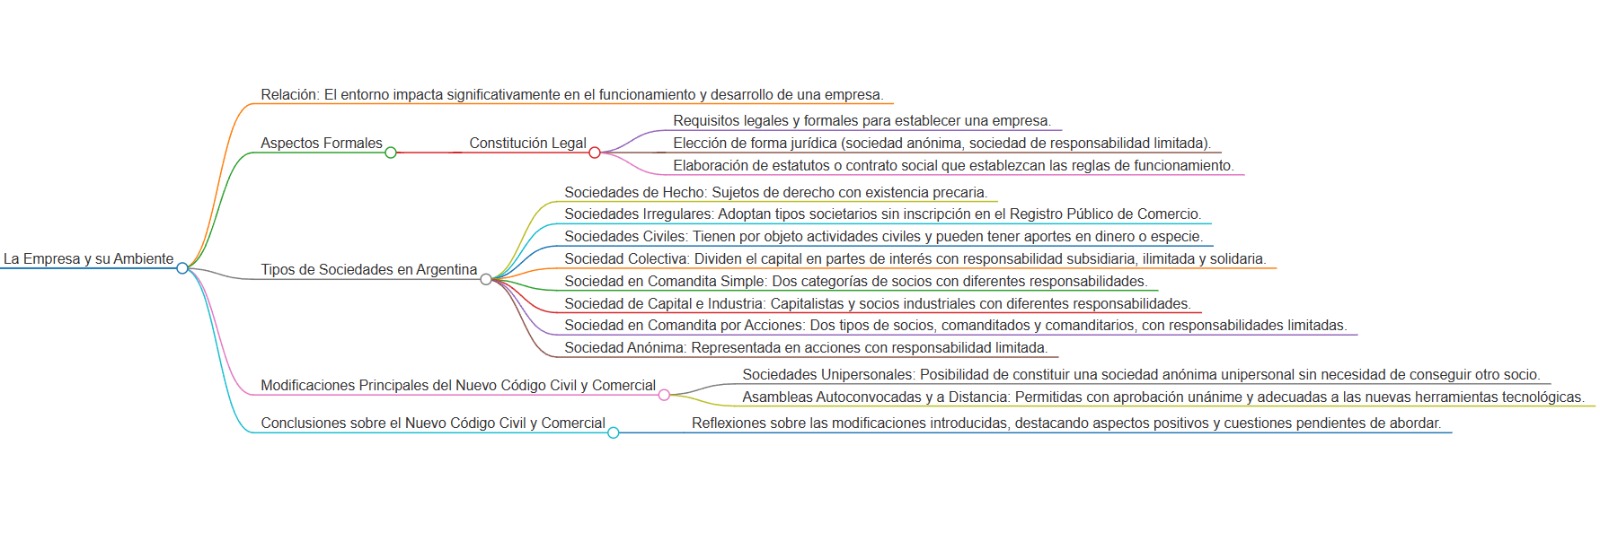 La Empresa y su Ambiente
Relación: El entorno impacta significativamente en el funcionamiento y desarrollo de una empresa.
Aspectos Formales
Constitución Legal
Requisitos legales y formales para establecer una empresa.
Elección de forma jurídica (sociedad anónima, sociedad de responsabilidad limitada).
Elaboración de estatutos o contrato social que establezcan las reglas de funcionamiento.
Tipos de Sociedades en Argentina
Sociedades de Hecho: Sujetos de derecho con existencia precaria.
Sociedades Irregulares: Adoptan tipos societarios sin inscripción en el Registro Público de Comercio.
Sociedades Civiles: Tienen por objeto actividades civiles y pueden tener aportes en dinero o especie.
Sociedad Colectiva: Dividen el capital en partes de interés con responsabilidad subsidiaria, ilimitada y solidaria.
Sociedad en Comandita Simple: Dos categorías de socios con diferentes responsabilidades.
Sociedad de Capital e Industria: Capitalistas y socios industriales con diferentes responsabilidades.
Sociedad en Comandita por Acciones: Dos tipos de socios, comanditados y comanditarios, con responsabilidades limitadas.
Sociedad Anónima: Representada en acciones con responsabilidad limitada.
Modificaciones Principales del Nuevo Código Civil y Comercial
Sociedades Unipersonales: Posibilidad de constituir una sociedad anónima unipersonal sin necesidad de conseguir otro socio.
Asambleas Autoconvocadas y a Distancia: Permitidas con aprobación unánime y adecuadas a las nuevas herramientas tecnológicas.
Conclusiones sobre el Nuevo Código Civil y Comercial
Reflexiones sobre las modificaciones introducidas, destacando aspectos positivos y cuestiones pendientes de abordar.